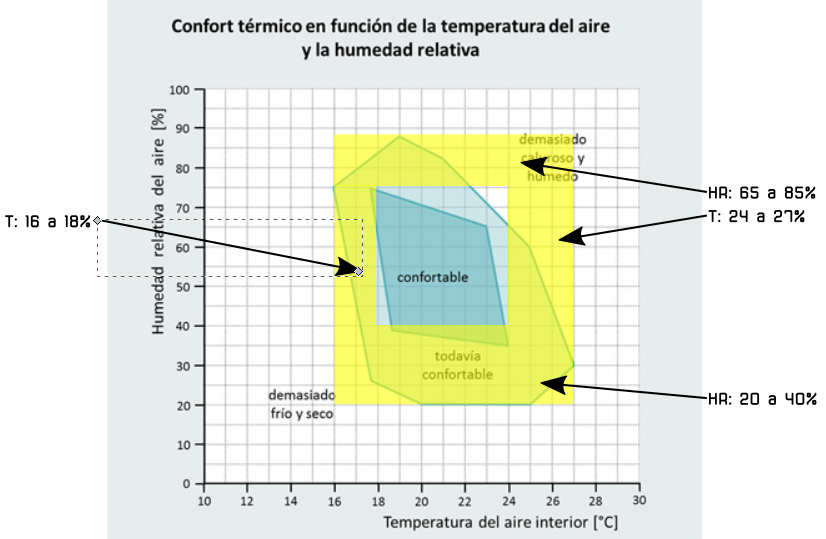 Confort térmico en función de la temperatura del aire
y la humedad relativa
Humedad relativa del aire [%]
100
90
80
70
60
50
40
30
20
10
0
demasiado
caluroso y
húmedo
HR: 65 a 85%
T: 24 a 27%
T: 16 a 18%
confortable
todavía
confortable
HR: 20 a 40%
demasiado
frío y seco
10 12 14 16 18 20 22 24 26 28 30
Temperatura del aire interior [°C]